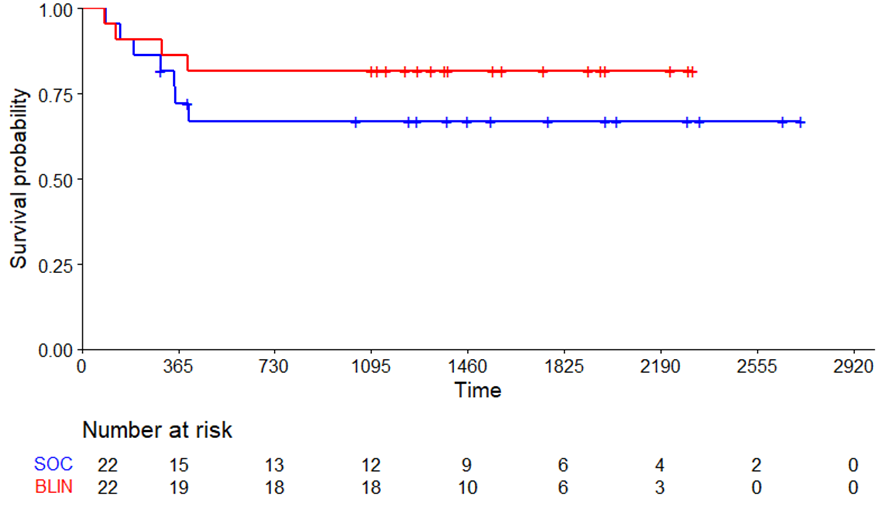 1.00
0.75
0.50
0.25
0.00
Survival probability
0 365 730 1095 1460 1825 2190 2555 2920
Time
Number at risk
SOC 22 15 13 12 9 6 4 2 0
BLIN 22 19 18 18 10 6 3 0 0